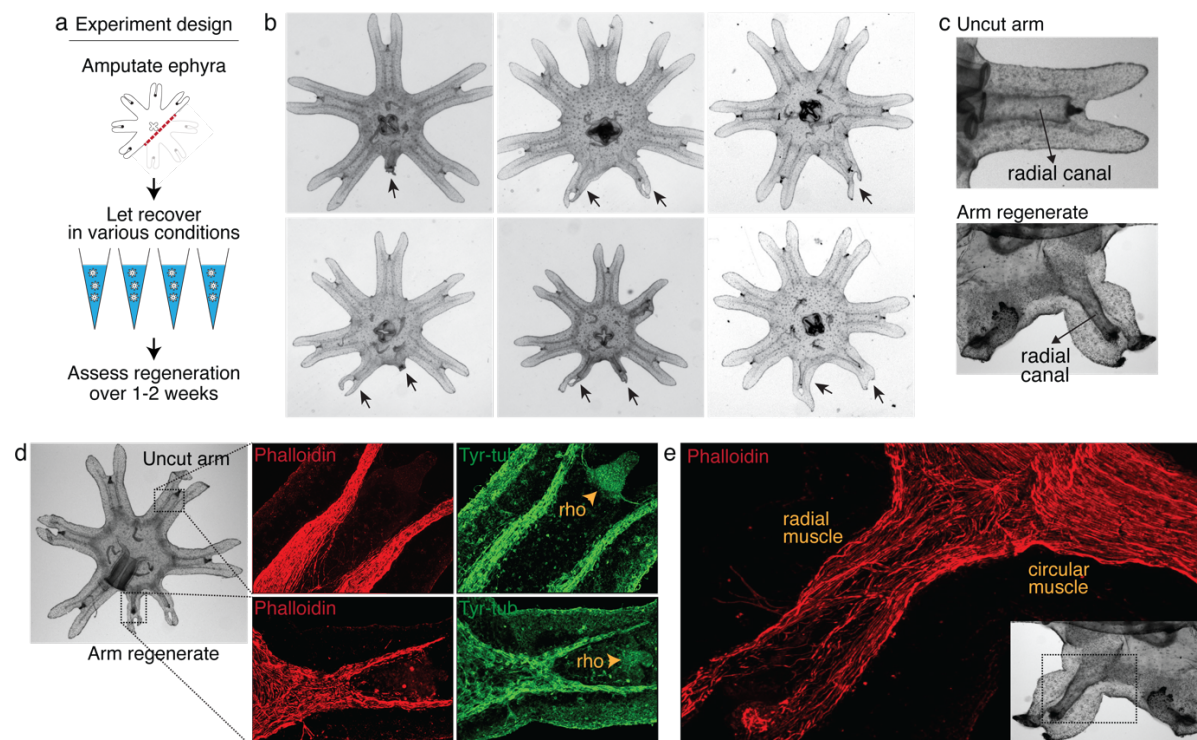 a Experiment design
Amputate ephyra
Let recover
in various conditions
Assess regeneration
over 1-2 weeks
b
c Uncut arm
radial canal
Arm regenerate
radial
canal
d
Uncut arm
Arm regenerate
Phalloidin
Tyr-tub
rho
Phalloidin
Tyr-tub
rho
e
Phalloidin
radial
muscle
circular
muscle